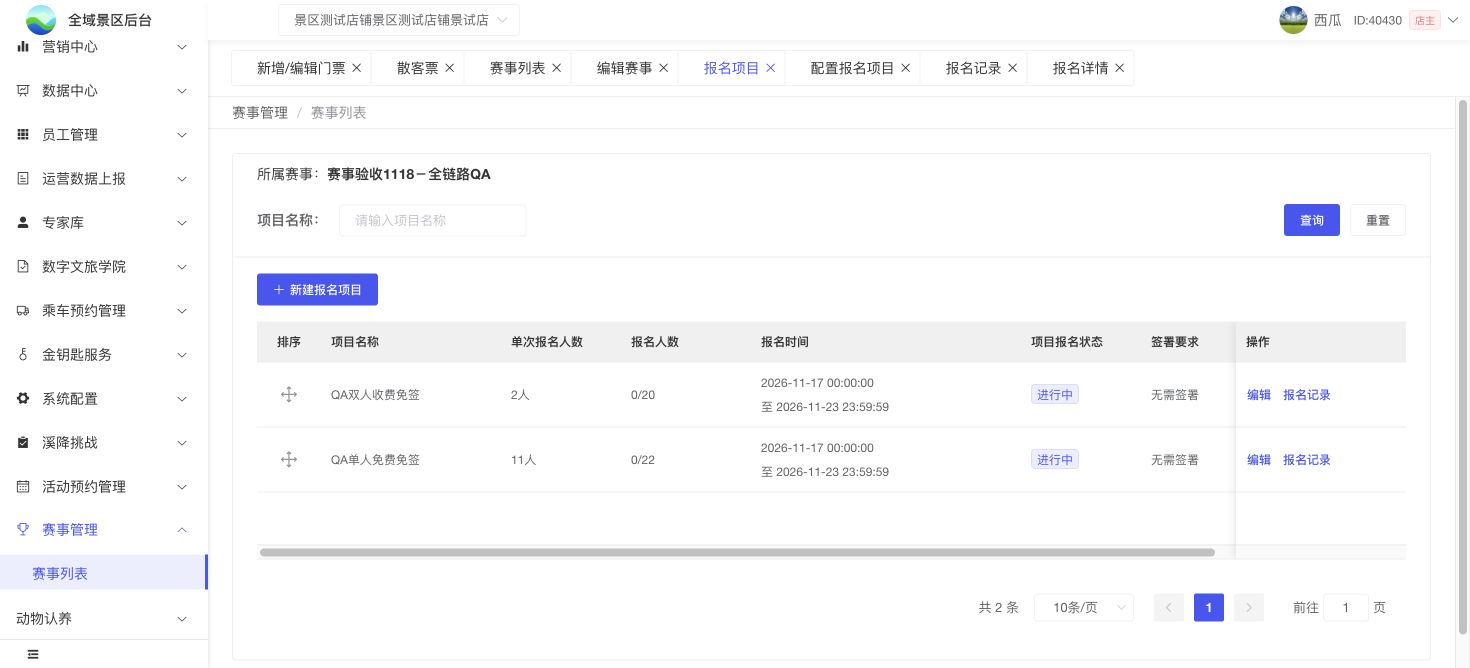 全域景区后台
景区测试店铺景区测试店铺景试店
西瓜 ID:40430 店主
营销中心
数据中心
员工管理
运营数据上报
专家库
数字文旅学院
乘车预约管理
金钥匙服务
系统配置
溪降挑战
活动预约管理
赛事管理
赛事列表
动物认养
新增/编辑门票 散客票 赛事列表 编辑赛事 报名项目 配置报名项目 报名记录 报名详情
赛事管理 / 赛事列表
所属赛事：赛事验收1118－全链路QA
项目名称： 请输入项目名称 查询 重置
新建报名项目
排序 项目名称 单次报名人数 报名人数 报名时间 项目报名状态 签署要求 操作
QA双人收费免签 2人 0/20 2026-11-17 00:00:00 进行中 无需签署 编辑 报名记录
至 2026-11-23 23:59:59
QA单人免费免签 11人 0/22 2026-11-17 00:00:00 进行中 无需签署 编辑 报名记录
至 2026-11-23 23:59:59
共 2 条 10条/页 1 前往 1 页